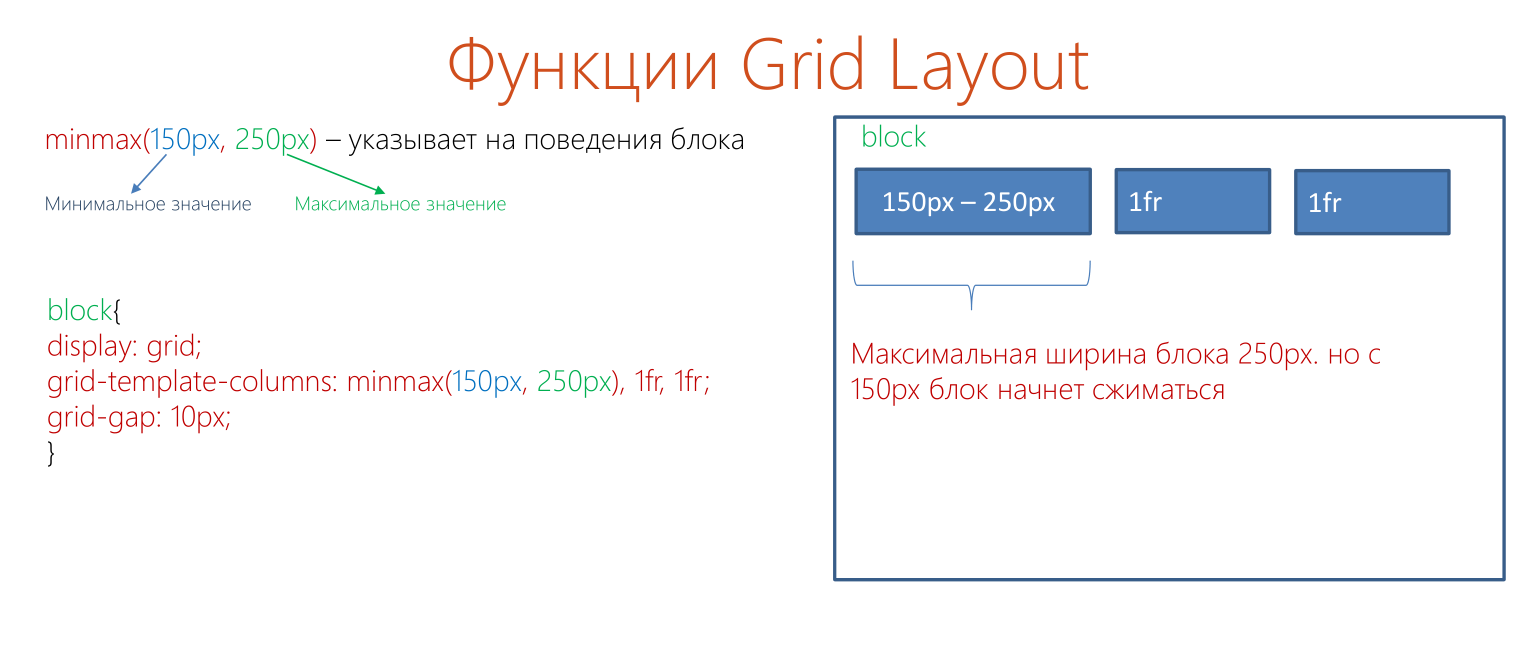 Функции Grid Layout
minmax(150px, 250px) – указывает на поведения блока
Минимальное значение
Максимальное значение
block{
display: grid;
grid-template-columns: minmax(150px, 250px), 1fr, 1fr;
grid-gap: 10px;
}
block
150px – 250px
1fr
1fr
Максимальная ширина блока 250px. но с
150px блок начнет сжиматься